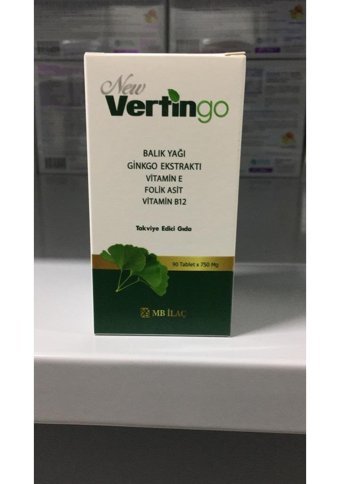 New
Vertingo
BALIK YAĞI
GİNKGO EKSTRAKTI
VİTAMİN E
FOLİK ASİT
VİTAMİN B12
Takviye Edici Gıda
90 Tablet x 750 Mg
MB İLAÇ